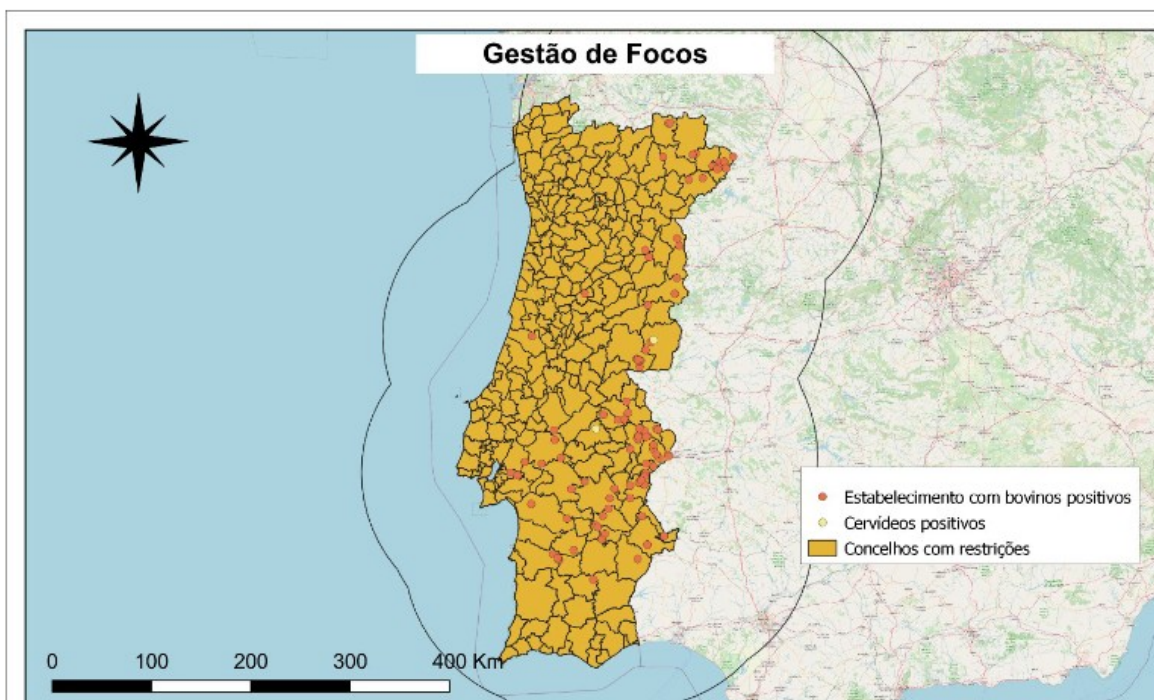 Gestão de Focos
Estabelecimento com bovinos positivos
Cervídeos positivos
Concelhos com restrições
0 100 200 300 400 Km